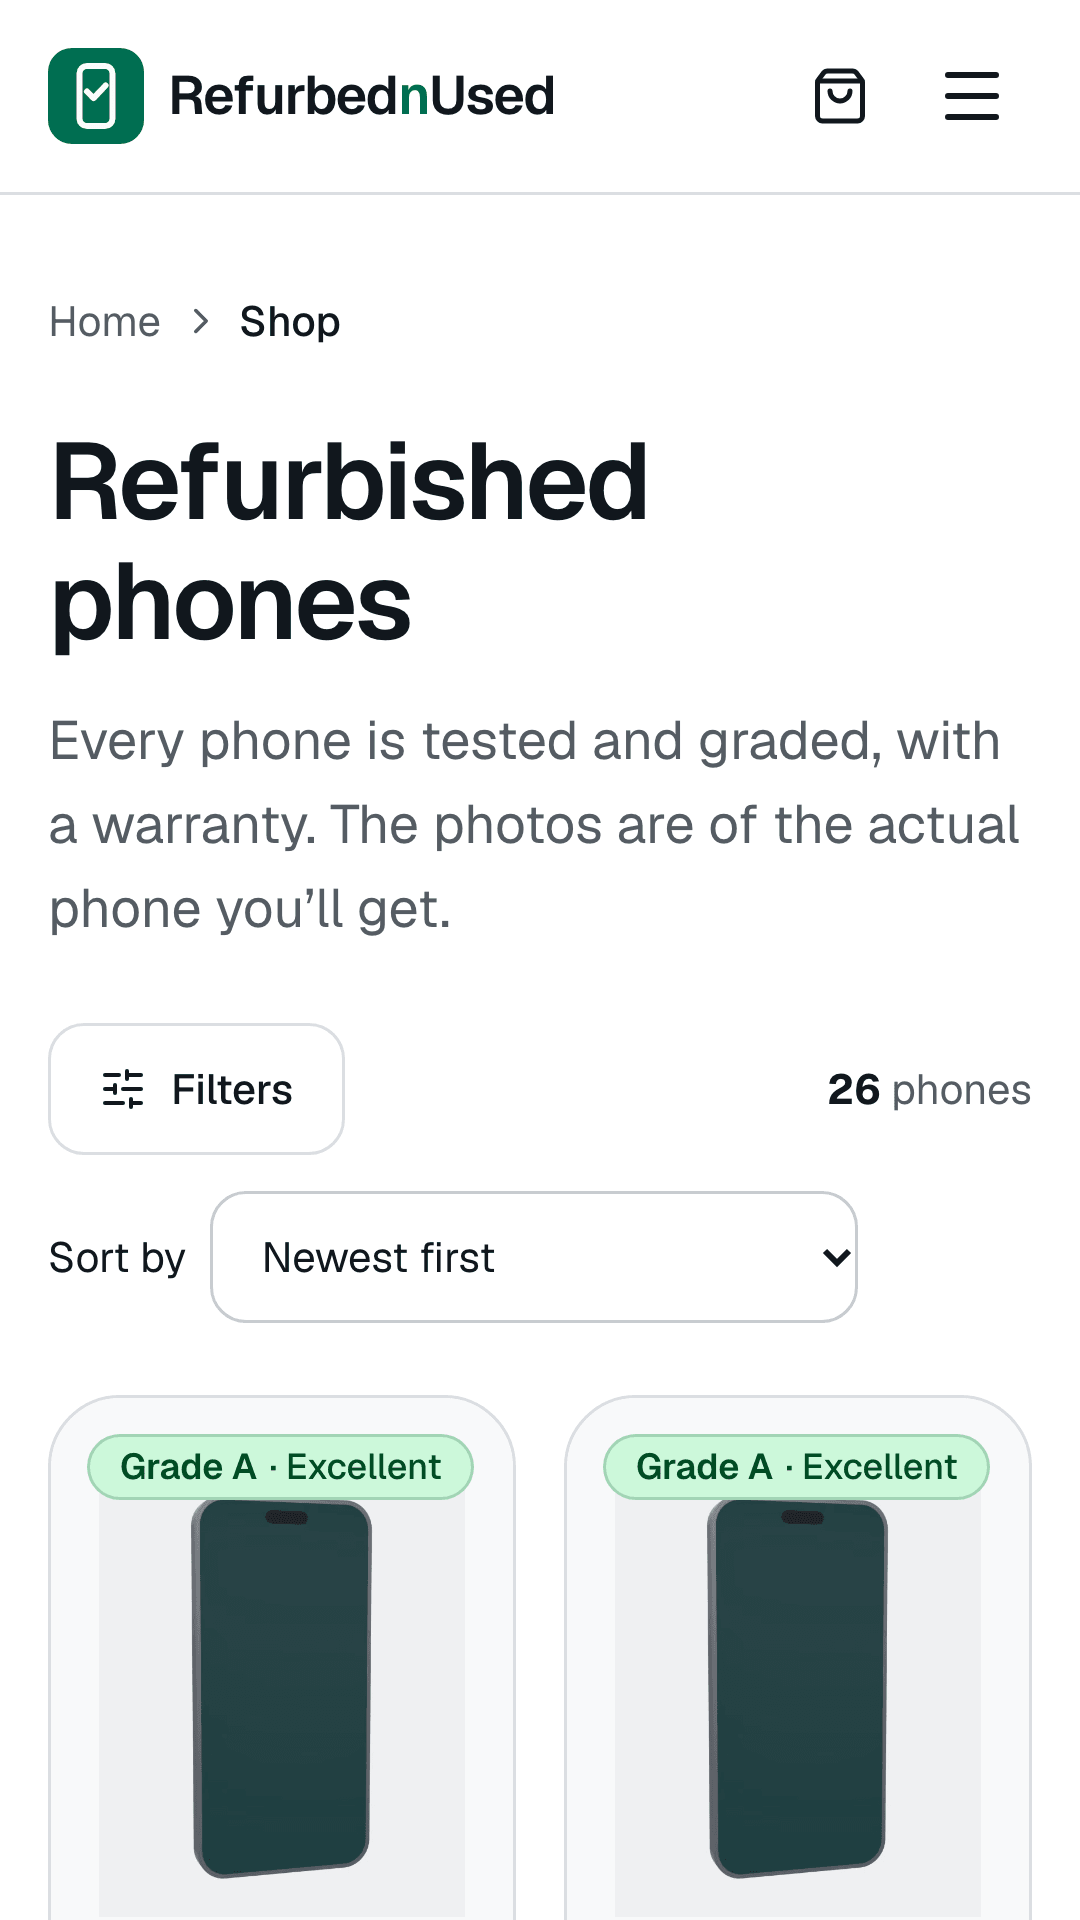 RefurbednUsed
Home > Shop
Refurbished
phones
Every phone is tested and graded, with
a warranty. The photos are of the actual
phone you’ll get.
Filters
26 phones
Sort by
Newest first
Grade A · Excellent
Grade A · Excellent